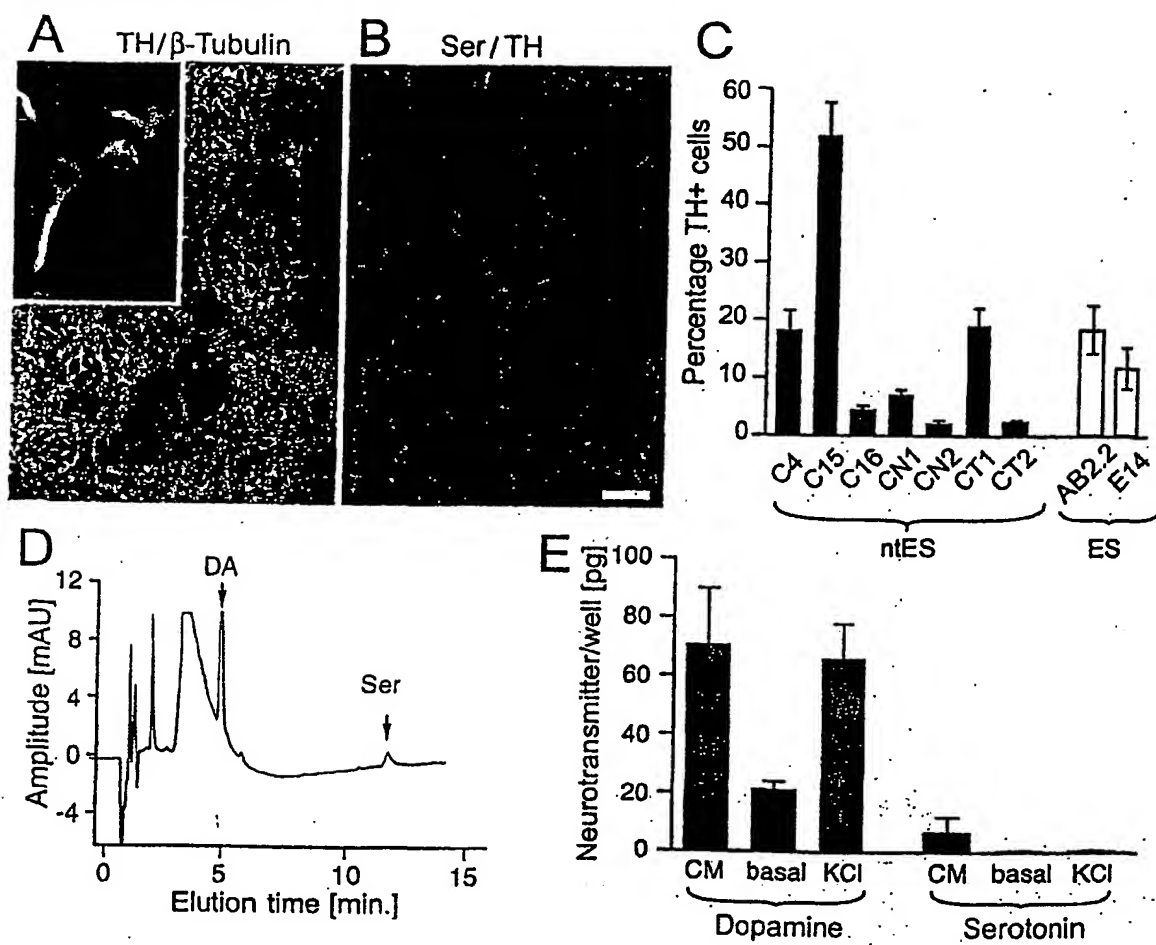 A TH/β-Tubulin
B Ser/TH
C
Percentage TH+ cells
60
50
40
30
20
10
0
C4 C15 C16 CN1 CN2 CT1 CT2 AB2.2 E14
ntES ES
D
Amplitude [mAU]
12
8
4
0
-4
DA
Ser
0 5 10 15
Elution time [min.]
E
Neurotransmitter/well [pg]
100
80
60
40
20
0
CM basal KCl CM basal KCl
Dopamine Serotonin